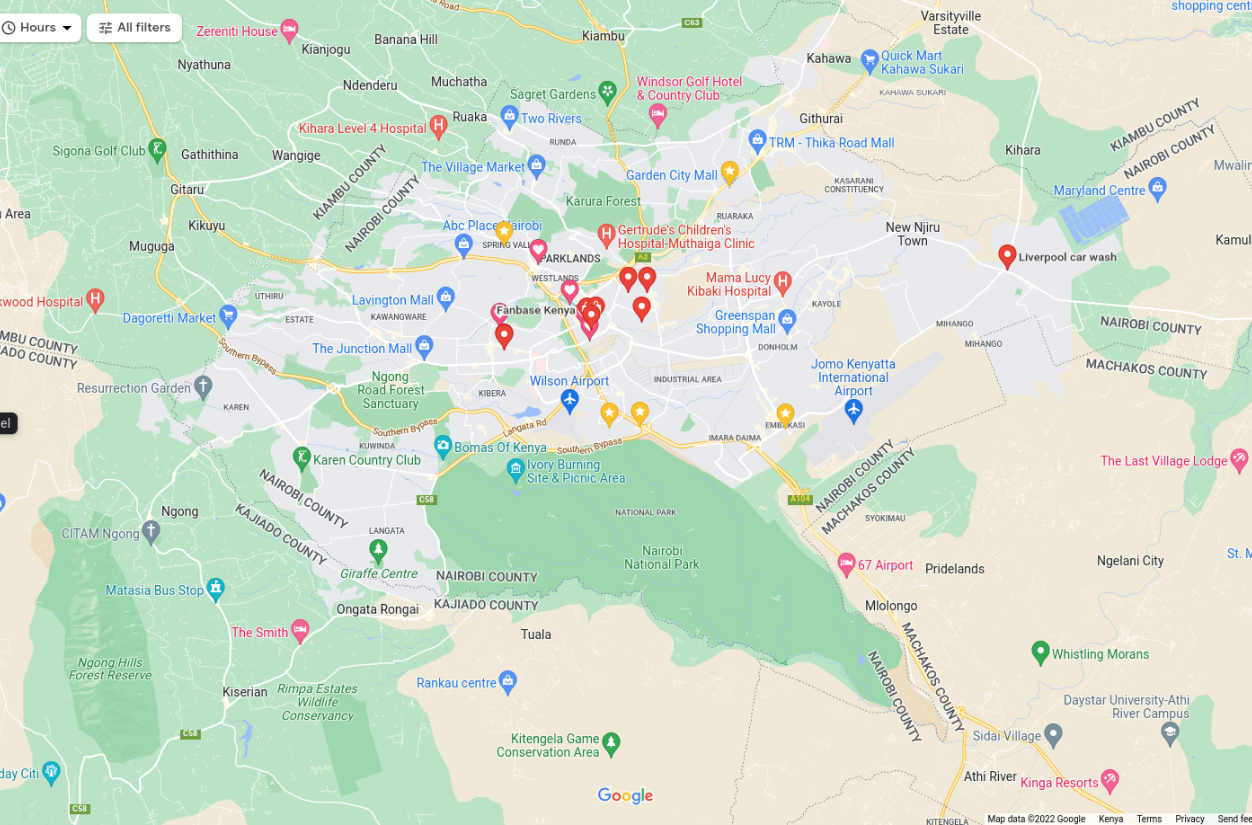 Hours
All filters
Zereniti House
Kianjogu
Banana Hill
Kiambu
C63
Varsityville
Estate
shopping cent
Nyathuna
Ndenderu
Muchatha
Sagret Gardens
Windsor Golf Hotel
& Country Club
Kahawa
Quick Mart
Kahawa Sukari
KAHAWA SUKARI
Kihara Level 4 Hospital
Ruaka
Two Rivers
RUNDA
Githurai
TRM - Thika Road Mall
KIAMBU COUNTY
NAIROBI COUNTY
Sigona Golf Club
Gathithina
Wangige
The Village Market
Garden City Mall
KASARANI
CONSTITUENCY
Kihara
Mwalin
Maryland Centre
Gitaru
KIAMBU COUNTY
NAIROBI COUNTY
Karura Forest
RUARAKA
u Area
Kikuyu
Muguga
Abc Place Nairobi
SPRING VALL
Gertrude's Children's
Hospital-Muthaiga Clinic
New Njiru
Town
Kamul
PARKLANDS
A2
Liverpool car wash
WESTLANDS
Mama Lucy
Kibaki Hospital
kwood Hospital
UTHIRU
Lavington Mall
KAYOLE
Dagoretti Market
ESTATE
KAWANGWARE
Fanbase Kenya
Greenspan
Shopping Mall
MIHANGO
NAIROBI COUNTY
MBU COUNTY
JIADO COUNTY
Southern Bypass
The Junction Mall
DONHOLM
MIHANGO
MACHAKOS COUNTY
Resurrection Garden
Ngong
Road Forest
Sanctuary
KIBERA
Wilson Airport
INDUSTRIAL AREA
Jomo Kenyatta
International
Airport
KAREN
el
Southern Bypass
Langata Rd
EMBAKASI
IMARA DAIMA
KUWINDA
Bomas Of Kenya
Southern Bypass
Karen Country Club
Ivory Burning
Site & Picnic Area
The Last Village Lodge
NAIROBI COUNTY
MACHAKOS COUNTY
NAIROBI COUNTY
KAJIADO COUNTY
C58
A104
Ngong
CITAM Ngong
LANGATA
NATIONAL PARK
SYOKIMAU
Nairobi
National Park
St. M
Giraffe Centre
67 Airport
Pridelands
Ngelani City
Matasia Bus Stop
NAIROBI COUNTY
KAJIADO COUNTY
Ongata Rongai
Mlolongo
The Smith
Tuala
Ngong Hills
Forest Reserve
NAIROBI COUNTY
MACHAKOS COUNTY
Whistling Morans
Kiserian
Rimpa Estates
Wildlife
Conservancy
Rankau centre
Daystar University-Athi
River Campus
C58
Kitengela Game
Conservation Area
Sidai Village
day Citi
Athi River
Kinga Resorts
C58
Google
KITENGELA
Map data ©2022 Google
Kenya
Terms
Privacy
Send fee